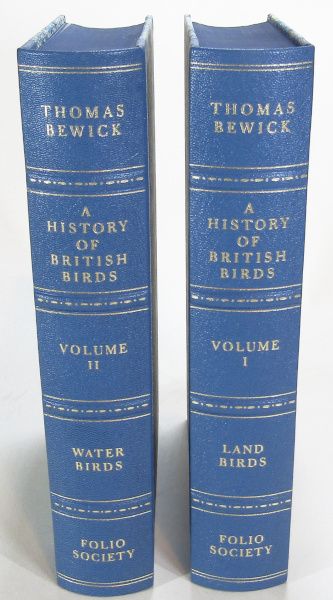 THOMAS
BEWICK
A
HISTORY
OF
BRITISH
BIRDS
VOLUME
II
WATER
BIRDS
FOLIO
SOCIETY
THOMAS
BEWICK
A
HISTORY
OF
BRITISH
BIRDS
VOLUME
I
LAND
BIRDS
FOLIO
SOCIETY